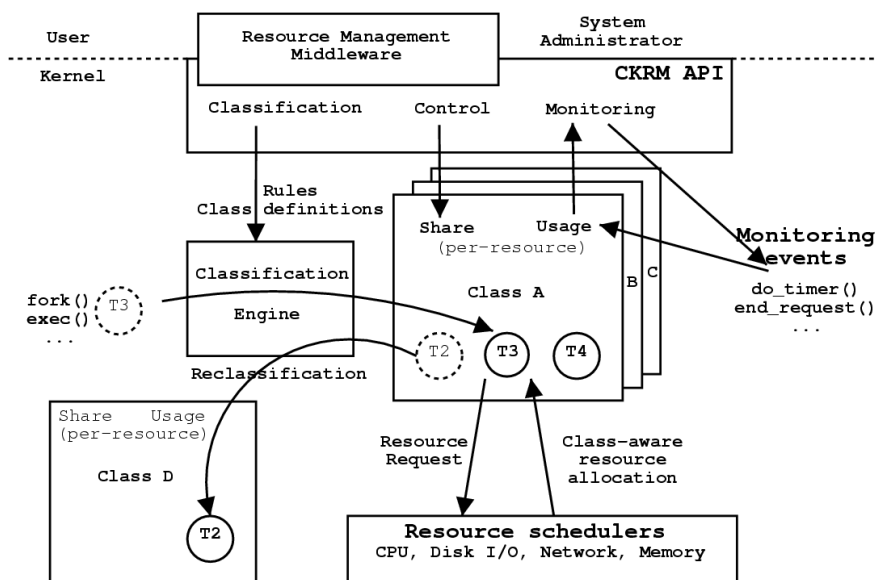 User
Resource Management
Middleware
System
Administrator
Kernel
CKRM API
Classification
Control
Monitoring
Rules
Class definitions
Share
Usage
(per-resource)
Monitoring
events
Classification
Engine
Class A
B
C
do_timer()
end_request()
...
fork()
exec()
...
T3
T2
T3
T4
Reclassification
Share
Usage
(per-resource)
Class D
T2
Resource
Request
Class-aware
resource
allocation
Resource schedulers
CPU, Disk I/O, Network, Memory